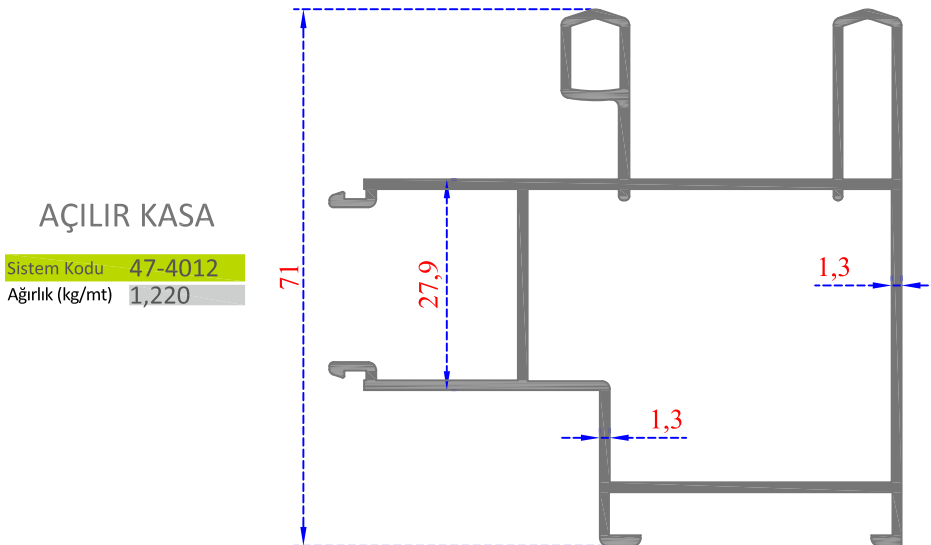 AÇILIR KASA
Sistem Kodu 47-4012
Ağırlık (kg/mt) 1,220
71
27,9
1,3
1,3